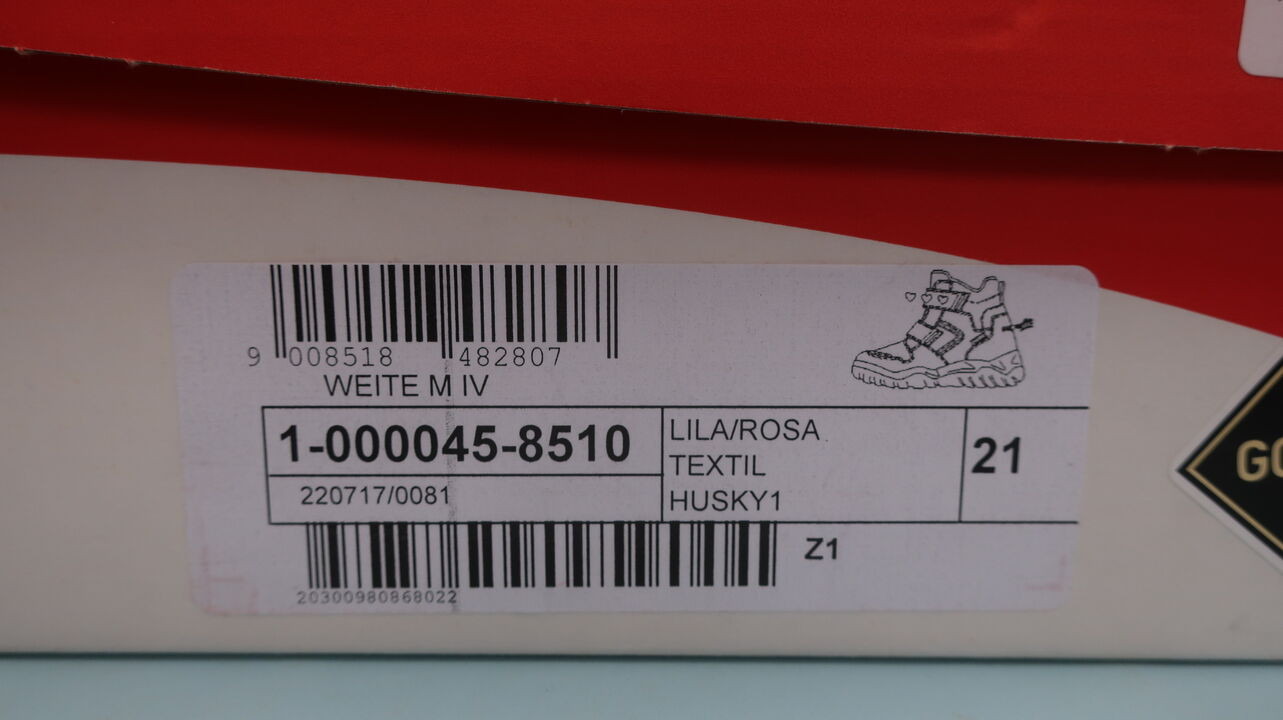 9 008518 482807
WEITE M IV
1-000045-8510
220717/0081
LILA/ROSA
TEXTIL
HUSKY1
21
Z1
20300980868022